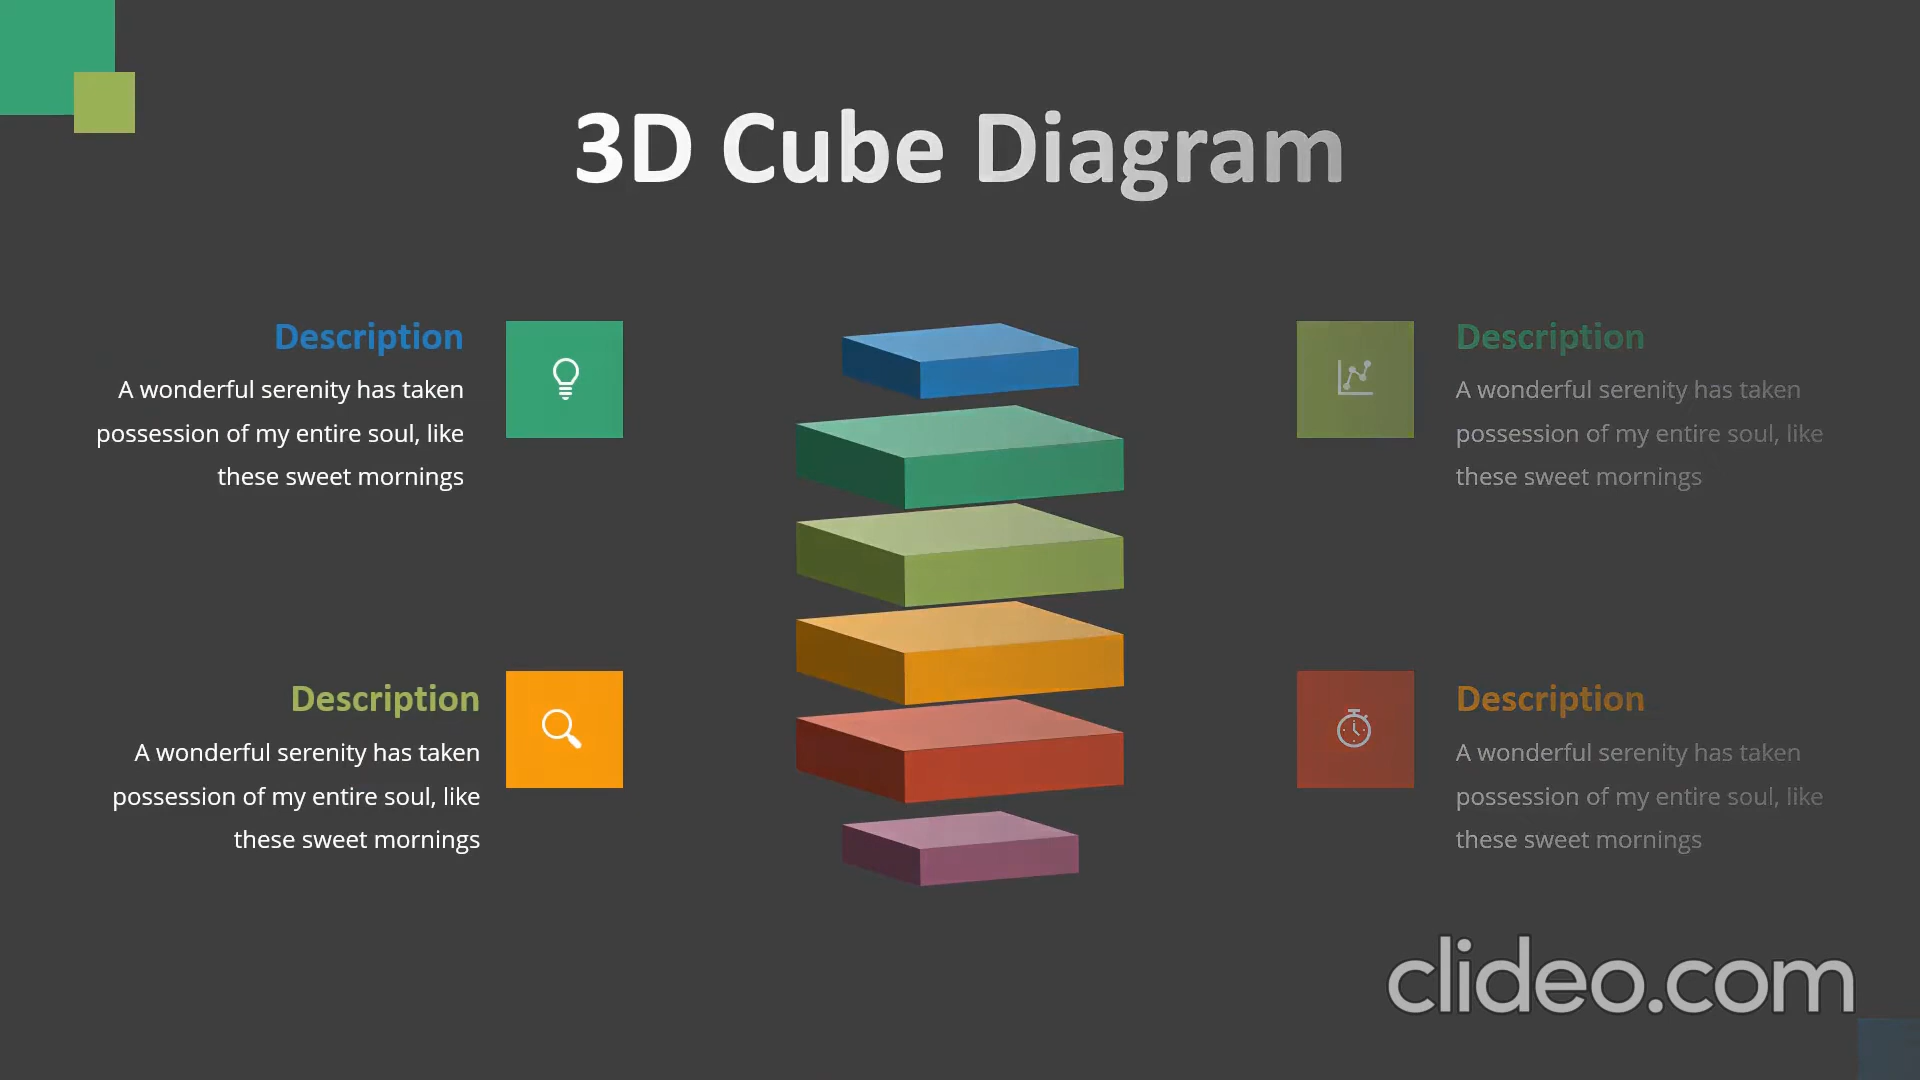 3D Cube Diagram
Description
A wonderful serenity has taken
possession of my entire soul, like
these sweet mornings
Description
A wonderful serenity has taken
possession of my entire soul, like
these sweet mornings
Description
A wonderful serenity has taken
possession of my entire soul, like
these sweet mornings
Description
A wonderful serenity has taken
possession of my entire soul, like
these sweet mornings
clideo.com